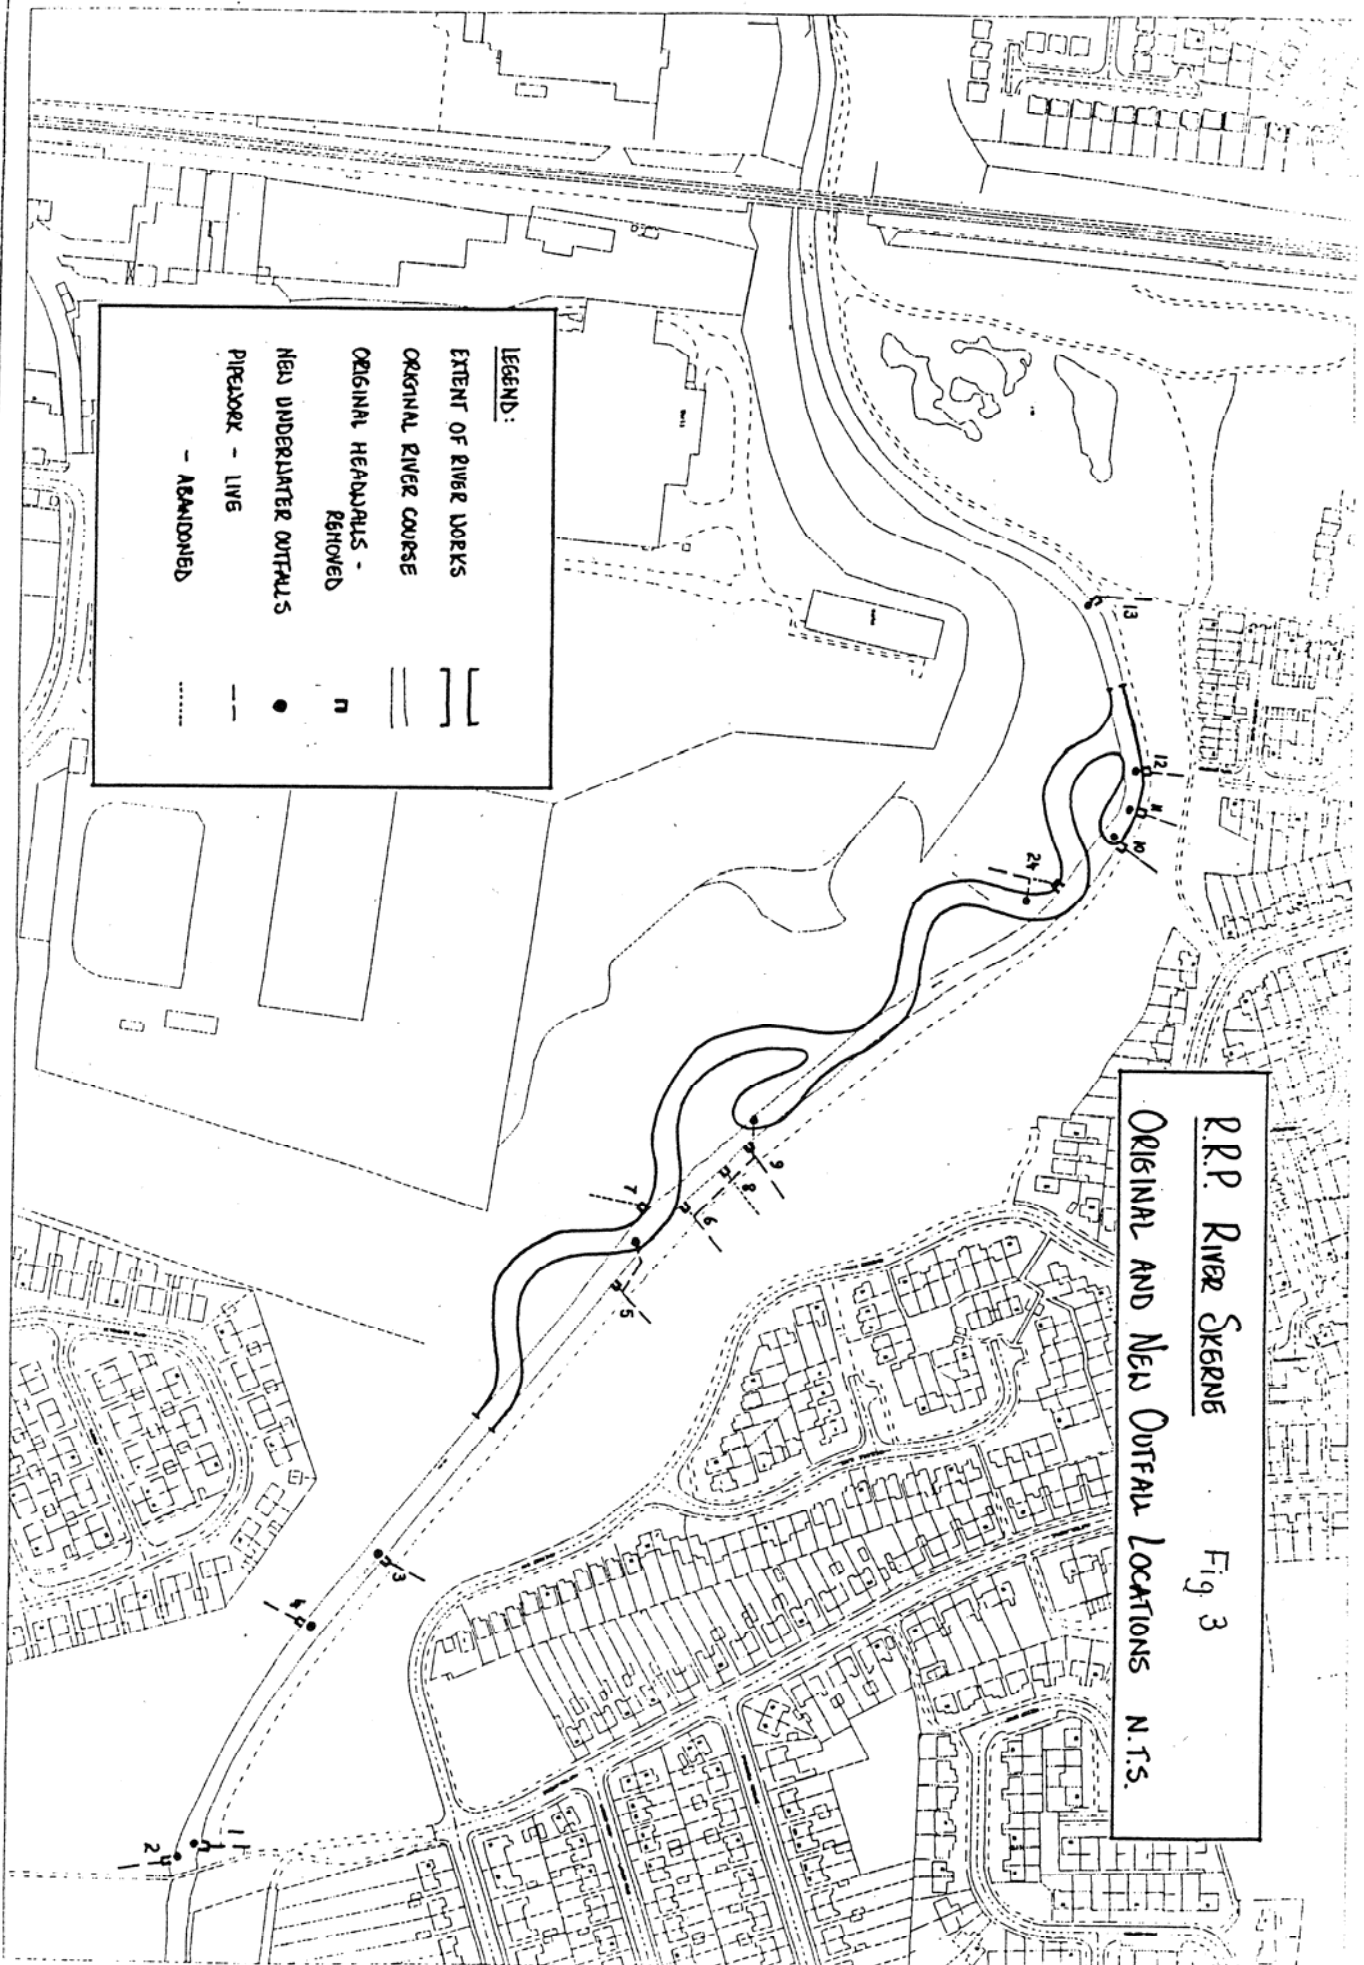 R.R.P. RIVER SKERNE Fig. 3
ORIGINAL AND NEW OUTFALL LOCATIONS N.T.S.
LEGEND:
EXTENT OF RIVER WORKS
ORIGINAL RIVER COURSE
ORIGINAL HEADWALLS -
REMOVED
NEW UNDERWATER OUTFALLS
PIPEWORK - LIVE
- ABANDONED
13
12
11
10
24
9
8
7
6
5
3
4
1
2